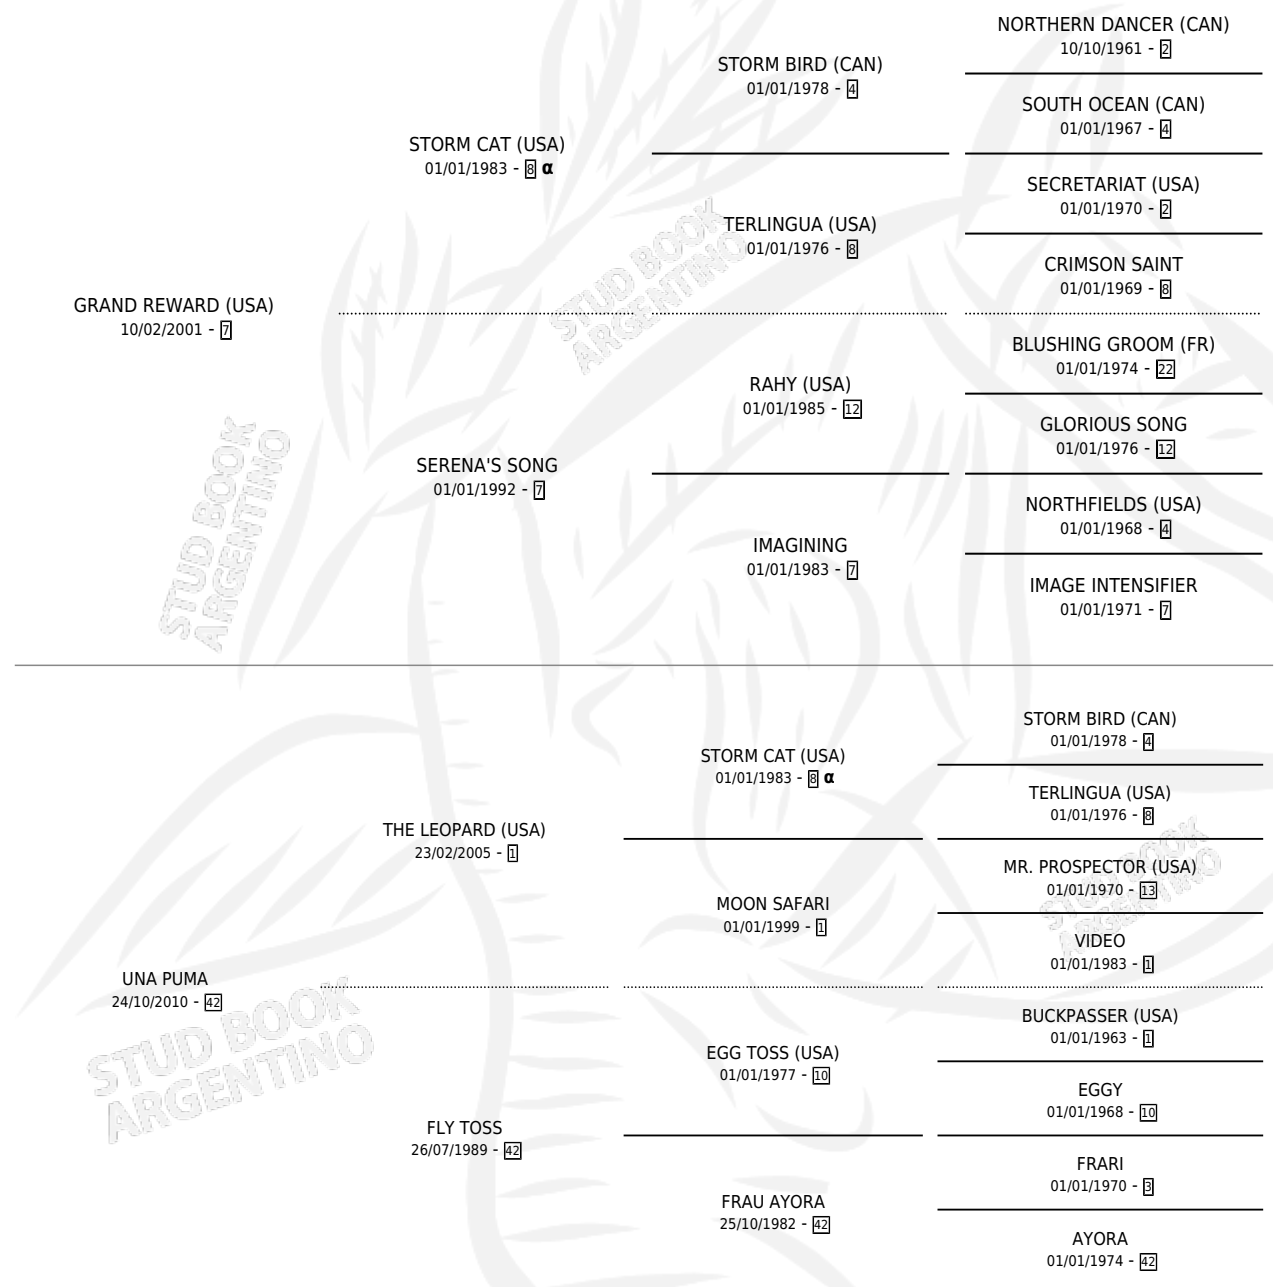 NORTHERN DANCER (CAN)
10/10/1961 - 2
STORM BIRD (CAN)
01/01/1978 - 4
SOUTH OCEAN (CAN)
01/01/1967 - 4
STORM CAT (USA)
01/01/1983 - 8 α
SECRETARIAT (USA)
01/01/1970 - 2
TERLINGUA (USA)
01/01/1976 - 8
CRIMSON SAINT
01/01/1969 - 8
GRAND REWARD (USA)
10/02/2001 - 7
BLUSHING GROOM (FR)
01/01/1974 - 22
RAHY (USA)
01/01/1985 - 12
GLORIOUS SONG
01/01/1976 - 12
SERENA'S SONG
01/01/1992 - 7
NORTHFIELDS (USA)
01/01/1968 - 4
IMAGINING
01/01/1983 - 7
IMAGE INTENSIFIER
01/01/1971 - 7
STORM BIRD (CAN)
01/01/1978 - 4
STORM CAT (USA)
01/01/1983 - 8 α
TERLINGUA (USA)
01/01/1976 - 8
THE LEOPARD (USA)
23/02/2005 - 1
MR. PROSPECTOR (USA)
01/01/1970 - 13
MOON SAFARI
01/01/1999 - 1
VIDEO
01/01/1983 - 1
UNA PUMA
24/10/2010 - 42
BUCKPASSER (USA)
01/01/1963 - 1
EGG TOSS (USA)
01/01/1977 - 10
EGGY
01/01/1968 - 10
FLY TOSS
26/07/1989 - 42
FRARI
01/01/1970 - 3
FRAU AYORA
25/10/1982 - 42
AYORA
01/01/1974 - 42
STUD BOOK
ARGENTINO
STUD BOOK
ARGENTINO
STUD BOOK
ARGENTINO
STUD BOOK
ARGENTINO